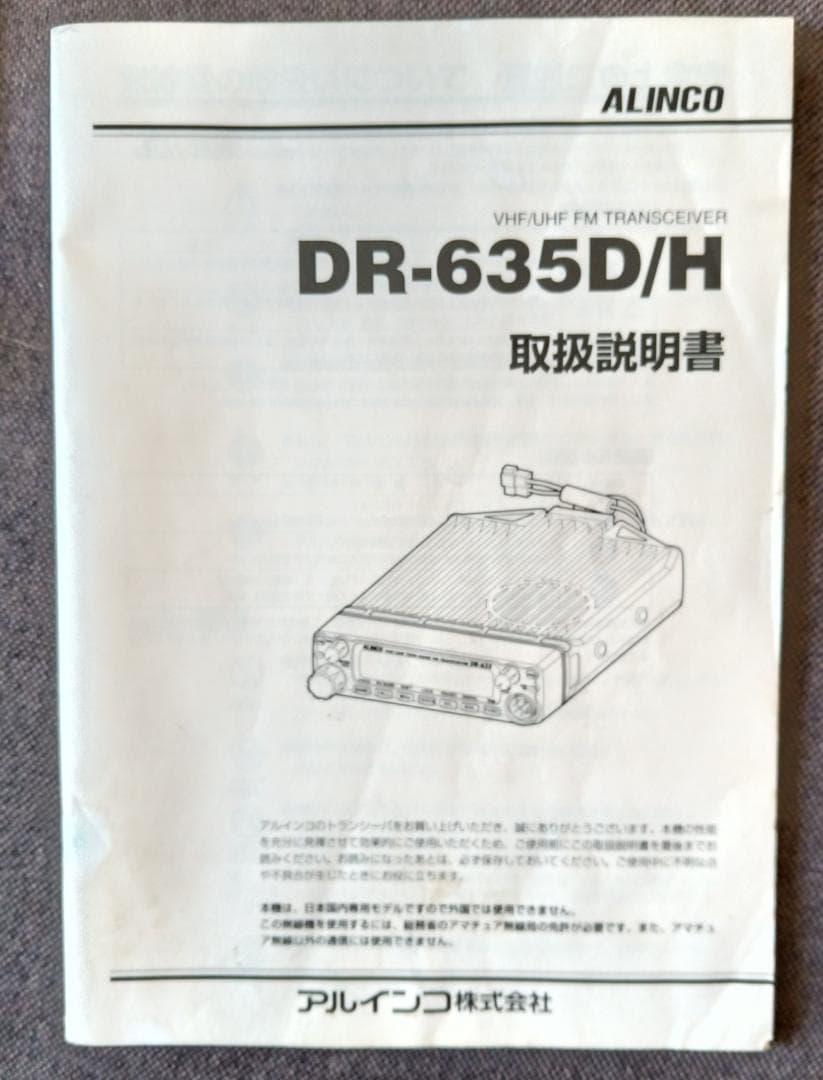 ALINCO
VHF/UHF FM TRANSCEIVER
DR-635D/H
取扱説明書
ALINCO
DR-635
アルインコのトランシーバをお買い上げいただき、誠にありがとうございます。本機の性能
を充分に発揮させて効果的にご使用いただくため、ご使用前にこの取扱説明書を最後までお
読みください。お読みになったあとは、必ず保存しておいてください。ご使用中に不明な点
や不具合が生じたときにお役に立ちます。
本機は、日本国内専用モデルですので外国では使用できません。
この無線機を使用するには、総務省のアマチュア無線局の免許が必要です。また、アマチュ
ア無線以外の通信には使用できません。
アルインコ株式会社